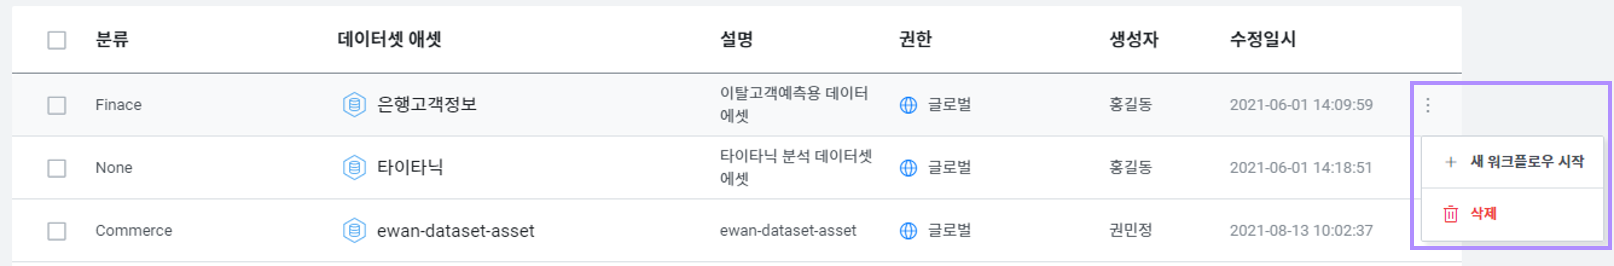 분류 데이터셋 애셋 설명 권한 생성자 수정일시
Finace 은행고객정보 이탈고객예측용 데이터
에셋 글로벌 홍길동 2021-06-01 14:09:59
None 타이타닉 타이타닉 분석 데이터셋
에셋 글로벌 홍길동 2021-06-01 14:18:51
Commerce ewan-dataset-asset ewan-dataset-asset 글로벌 권민정 2021-08-13 10:02:37
새 워크플로우 시작
삭제